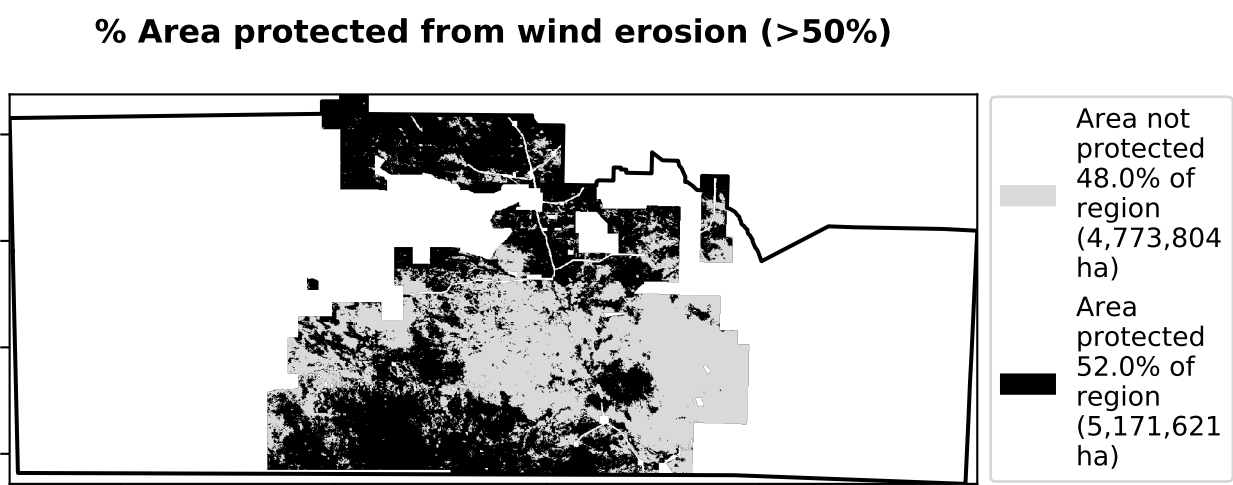 % Area protected from wind erosion (>50%)
Area not
protected
48.0% of
region
(4,773,804
ha)
Area
protected
52.0% of
region
(5,171,621
ha)